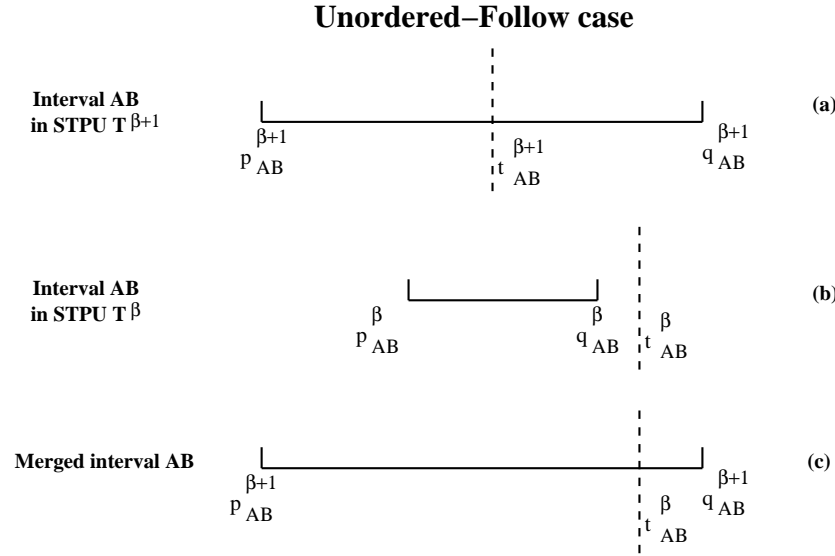 Unordered–Follow case
Interval AB
in STPU T β+1
(a)
p AB β+1
t AB β+1
q AB β+1
Interval AB
in STPU T β
(b)
p AB β
q AB β
t AB β
Merged interval AB
(c)
p AB β+1
t AB β
q AB β+1